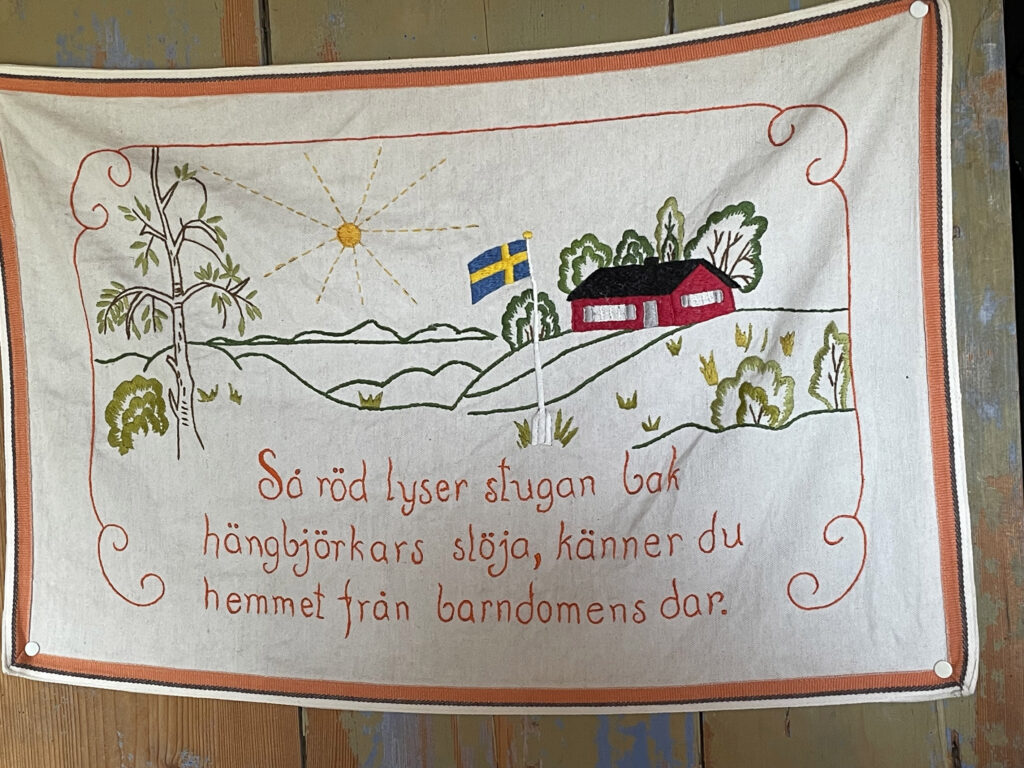 Så röd lyser stugan bak
hängbjörkars slöja, känner du
hemmet från barndomens dar.